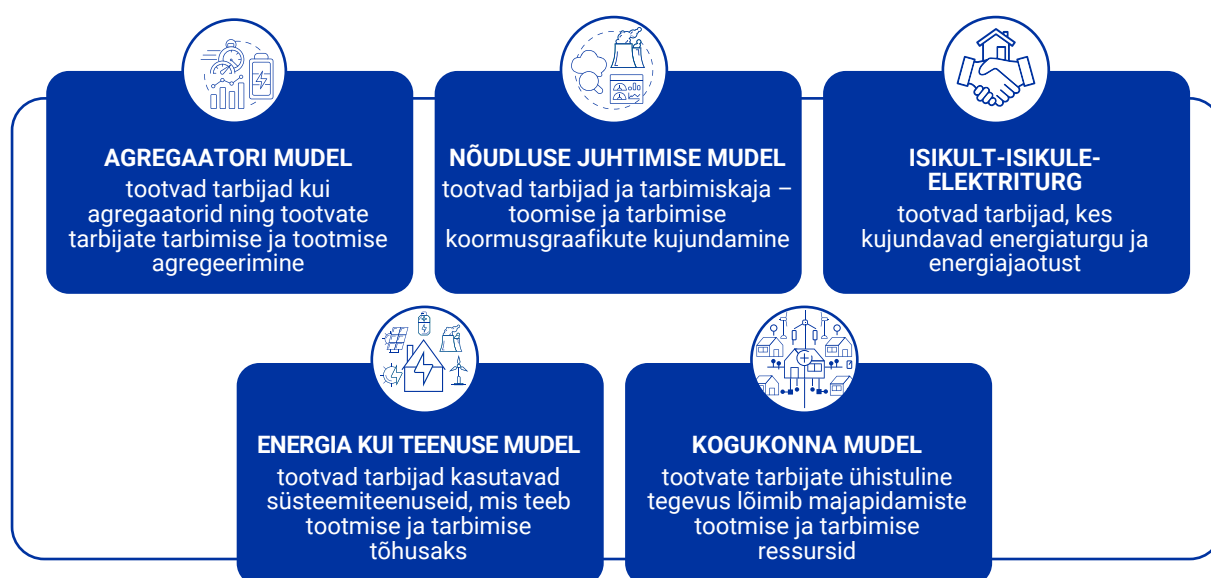 AGREGAATORI MUDEL
tootvad tarbijad kui
agregaatorid ning tootvate
tarbijate tarbimise ja tootmise
agregeerimine
NÕUDLUSE JUHTIMISE MUDEL
tootvad tarbijad ja tarbimiskaja –
toomise ja tarbimise
koormusgraafikute kujundamine
ISIKULT-ISIKULE-
ELEKTRITURG
tootvad tarbijad, kes
kujundavad energiaturgu ja
energiajaotust
ENERGIA KUI TEENUSE MUDEL
tootvad tarbijad kasutavad
süsteemiteenuseid, mis teeb
tootmise ja tarbimise
tõhusaks
KOGUKONNA MUDEL
tootvate tarbijate ühistuline
tegevus lõimib majapidamiste
tootmise ja tarbimise
ressursid